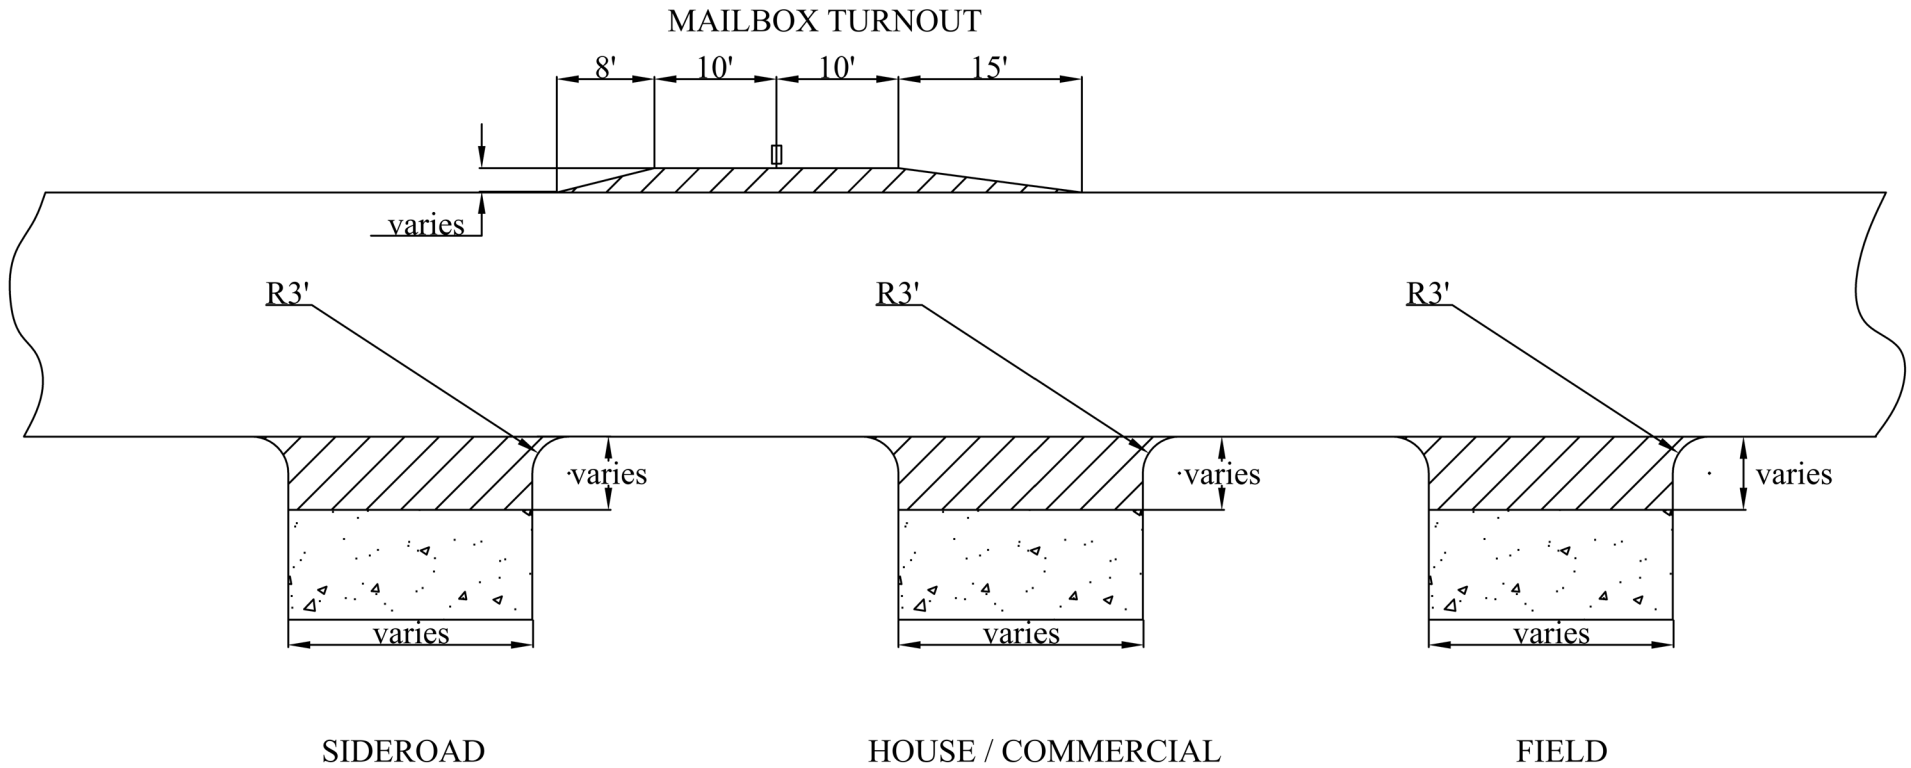 MAILBOX TURNOUT
8' 10' 10' 15'
varies
R3' R3' R3'
varies varies varies
varies varies varies
SIDEROAD HOUSE / COMMERCIAL FIELD